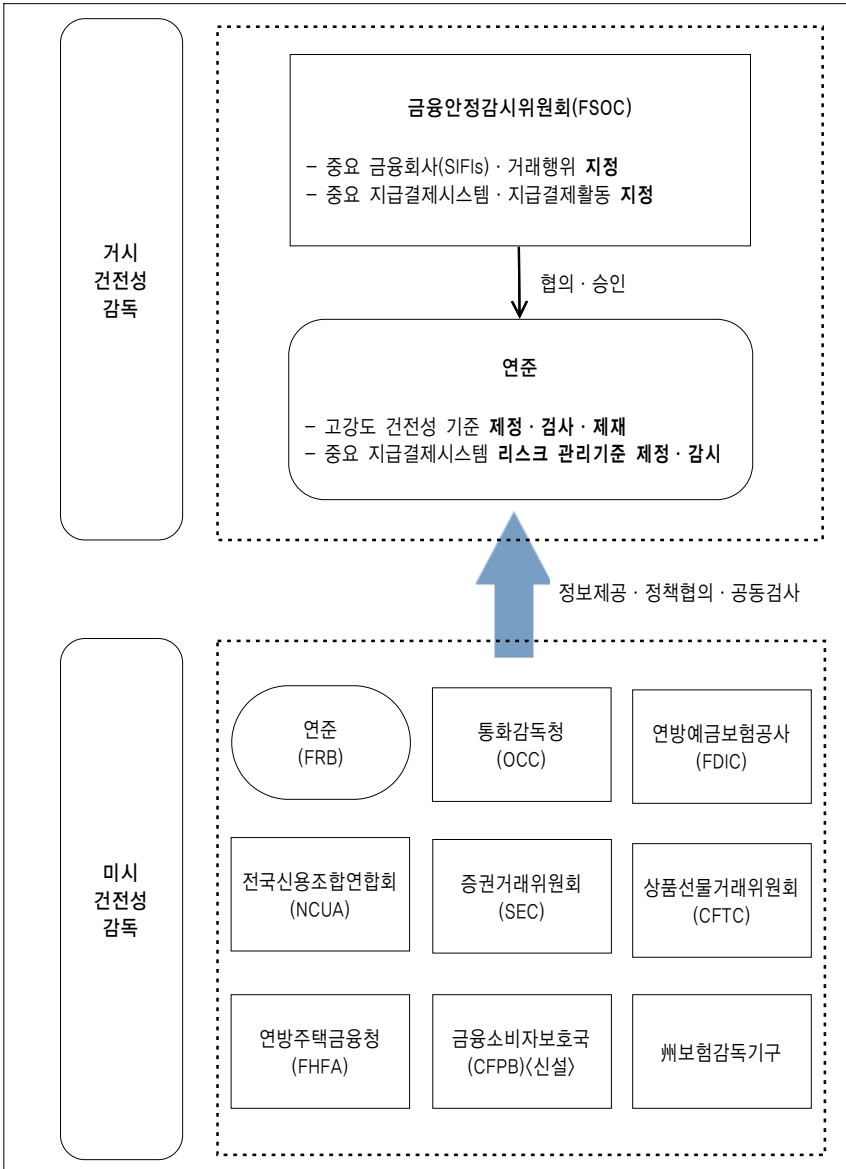 거시
건전성
감독
금융안정감시위원회(FSOC)
– 중요 금융회사(SIFIs)·거래행위 지정
– 중요 지급결제시스템·지급결제활동 지정
협의·승인
연준
– 고강도 건전성 기준 제정·검사·제재
– 중요 지급결제시스템 리스크 관리기준 제정·감시
정보제공·정책협의·공동검사
미시
건전성
감독
연준
(FRB)
통화감독청
(OCC)
연방예금보험공사
(FDIC)
전국신용조합연합회
(NCUA)
증권거래위원회
(SEC)
상품선물거래위원회
(CFTC)
연방주택금융청
(FHFA)
금융소비자보호국
(CFPB)〈신설〉
州보험감독기구